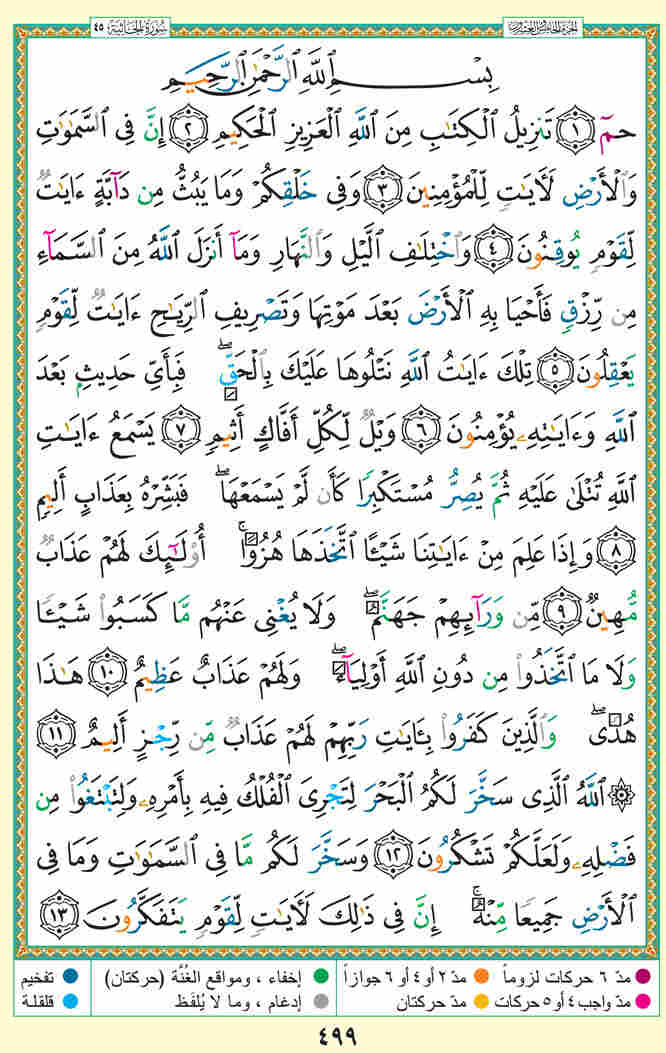 سُورَةُ الجَاثِيَة ٤٥
الجزء الخامس والعشرون
بِسْمِ ٱللَّهِ ٱلرَّحْمَٰنِ ٱلرَّحِيمِ
حمٓ ١ تَنزِيلُ ٱلْكِتَٰبِ مِنَ ٱللَّهِ ٱلْعَزِيزِ ٱلْحَكِيمِ ٢ إِنَّ فِى ٱلسَّمَٰوَٰتِ
وَٱلْأَرْضِ لَءَايَٰتٍ لِّلْمُؤْمِنِينَ ٣ وَفِى خَلْقِكُمْ وَمَا يَبُثُّ مِن دَآبَّةٍ ءَايَٰتٌ
لِّقَوْمٍ يُوقِنُونَ ٤ وَٱخْتِلَٰفِ ٱلَّيْلِ وَٱلنَّهَارِ وَمَآ أَنزَلَ ٱللَّهُ مِنَ ٱلسَّمَآءِ
مِن رِّزْقٍ فَأَحْيَا بِهِ ٱلْأَرْضَ بَعْدَ مَوْتِهَا وَتَصْرِيفِ ٱلرِّيَٰحِ ءَايَٰتٌ لِّقَوْمٍ
يَعْقِلُونَ ٥ تِلْكَ ءَايَٰتُ ٱللَّهِ نَتْلُوهَا عَلَيْكَ بِٱلْحَقِّ ۖ فَبِأَىِّ حَدِيثٍۭ بَعْدَ
ٱللَّهِ وَءَايَٰتِهِۦ يُؤْمِنُونَ ٦ وَيْلٌ لِّكُلِّ أَفَّاكٍ أَثِيمٍ ٧ يَسْمَعُ ءَايَٰتِ
ٱللَّهِ تُتْلَىٰ عَلَيْهِ ثُمَّ يُصِرُّ مُسْتَكْبِرًا كَأَن لَّمْ يَسْمَعْهَا ۖ فَبَشِّرْهُ بِعَذَابٍ أَلِيمٍ
٨ وَإِذَا عَلِمَ مِنْ ءَايَٰتِنَا شَيْـًٔا ٱتَّخَذَهَا هُزُوًا ۚ أُو۟لَٰٓئِكَ لَهُمْ عَذَابٌ
مُّهِينٌ ٩ مِّن وَرَآئِهِمْ جَهَنَّمُ ۖ وَلَا يُغْنِى عَنْهُم مَّا كَسَبُوا۟ شَيْـًٔا
وَلَا مَا ٱتَّخَذُوا۟ مِن دُونِ ٱللَّهِ أَوْلِيَآءَ ۖ وَلَهُمْ عَذَابٌ عَظِيمٌ ١٠ هَٰذَا
هُدًى ۖ وَٱلَّذِينَ كَفَرُوا۟ بِـَٔايَٰتِ رَبِّهِمْ لَهُمْ عَذَابٌ مِّن رِّجْزٍ أَلِيمٌ ١١
۞ ٱللَّهُ ٱلَّذِى سَخَّرَ لَكُمُ ٱلْبَحْرَ لِتَجْرِىَ ٱلْفُلْكُ فِيهِ بِأَمْرِهِۦ وَلِتَبْتَغُوا۟ مِن
فَضْلِهِۦ وَلَعَلَّكُمْ تَشْكُرُونَ ١٢ وَسَخَّرَ لَكُم مَّا فِى ٱلسَّمَٰوَٰتِ وَمَا فِى
ٱلْأَرْضِ جَمِيعًا مِّنْهُ ۚ إِنَّ فِى ذَٰلِكَ لَءَايَٰتٍ لِّقَوْمٍ يَتَفَكَّرُونَ ١٣
مدّ ٦ حركات لزوماً مدّ ٢ أو ٤ أو ٦ جوازاً إخفاء ، ومواقع الغُنَّة (حركتان) تفخيم
مدّ واجب ٤ أو ٥ حركات مدّ حركتان إدغام ، وما لا يُلفَظ قلقلة
٤٩٩